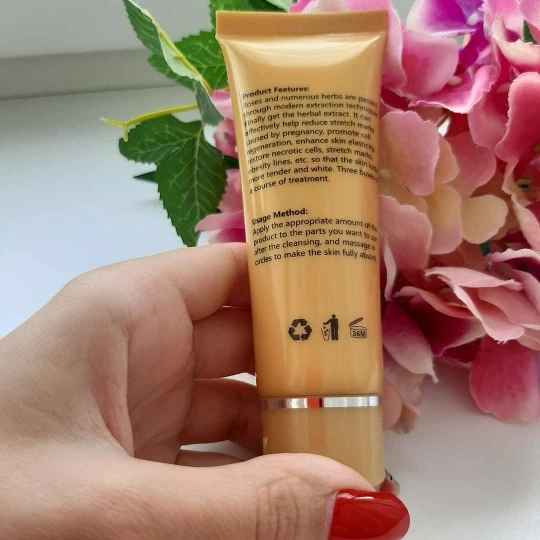 Product Features:
Roses and numerous herbs are passed
through modern extraction technique
Finally get the herbal extract. It can
effectively help reduce stretch marks
caused by pregnancy, promote cell
regeneration, enhance skin elasticity
restore necrotic cells, stretch marks,
obesity lines, etc. so that the skin
more tender and white. Three boxes
a course of treatment.
Usage Method:
Apply the appropriate amount of
product to the parts you want to
after the cleansing, and massage in
circles to make the skin fully absorb
36M